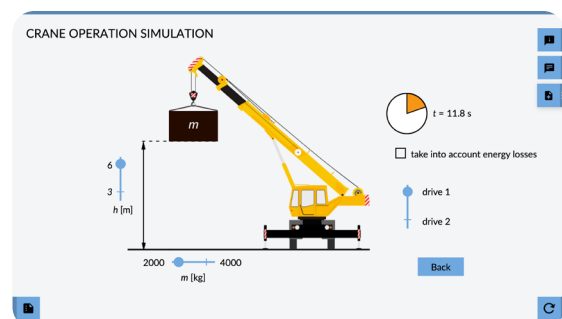 CRANE OPERATION SIMULATION
m
t = 11.8 s
take into account energy losses
6
3
h [m]
drive 1
drive 2
2000
4000
m [kg]
Back